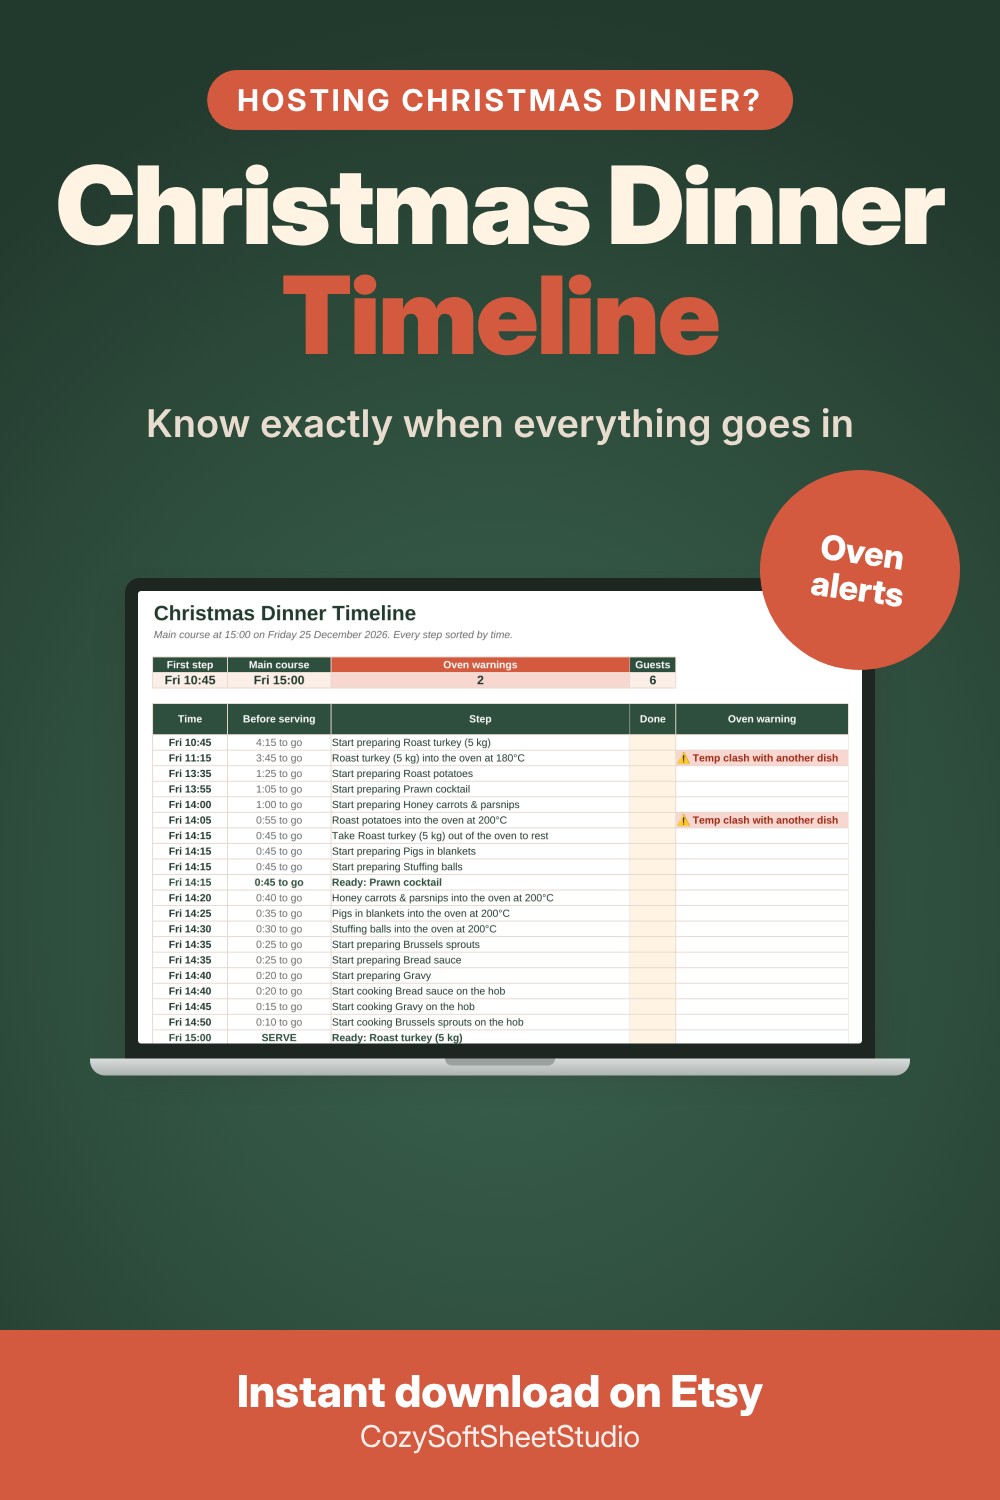 HOSTING CHRISTMAS DINNER?
Christmas Dinner
Timeline
Know exactly when everything goes in
Oven
alerts
Christmas Dinner Timeline
Main course at 15:00 on Friday 25 December 2026. Every step sorted by time.
First step Main course Oven warnings Guests
Fri 10:45 Fri 15:00 2 6
Time Before serving Step Done Oven warning
Fri 10:45 4:15 to go Start preparing Roast turkey (5 kg)
Fri 11:15 3:45 to go Roast turkey (5 kg) into the oven at 180°C ⚠️ Temp clash with another dish
Fri 13:35 1:25 to go Start preparing Roast potatoes
Fri 13:55 1:05 to go Start preparing Prawn cocktail
Fri 14:00 1:00 to go Start preparing Honey carrots & parsnips
Fri 14:05 0:55 to go Roast potatoes into the oven at 200°C ⚠️ Temp clash with another dish
Fri 14:15 0:45 to go Take Roast turkey (5 kg) out of the oven to rest
Fri 14:15 0:45 to go Start preparing Pigs in blankets
Fri 14:15 0:45 to go Start preparing Stuffing balls
Fri 14:15 0:45 to go Ready: Prawn cocktail
Fri 14:20 0:40 to go Honey carrots & parsnips into the oven at 200°C
Fri 14:25 0:35 to go Pigs in blankets into the oven at 200°C
Fri 14:30 0:30 to go Stuffing balls into the oven at 200°C
Fri 14:35 0:25 to go Start preparing Brussels sprouts
Fri 14:35 0:25 to go Start preparing Bread sauce
Fri 14:40 0:20 to go Start preparing Gravy
Fri 14:40 0:20 to go Start cooking Bread sauce on the hob
Fri 14:45 0:15 to go Start cooking Gravy on the hob
Fri 14:50 0:10 to go Start cooking Brussels sprouts on the hob
Fri 15:00 SERVE Ready: Roast turkey (5 kg)
Instant download on Etsy
CozySoftSheetStudio